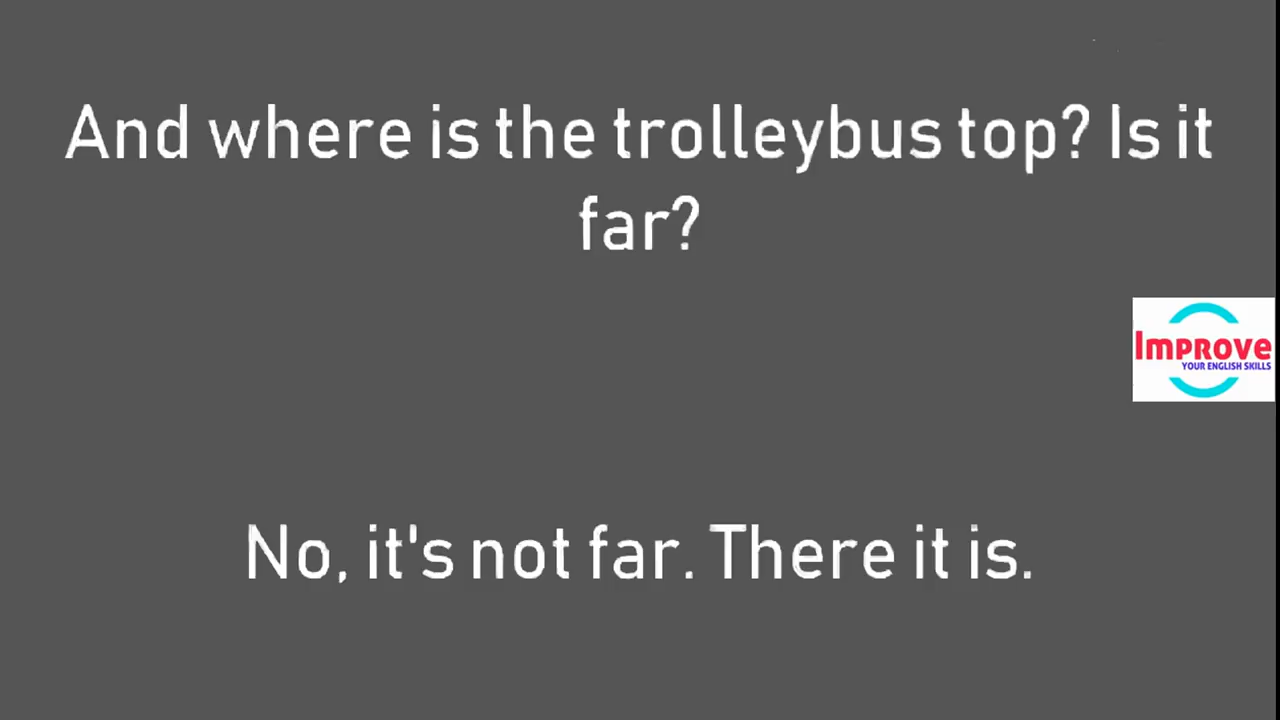 And where is the trolleybus top? Is it
far?
Improve
YOUR ENGLISH SKILLS
No, it's not far. There it is.